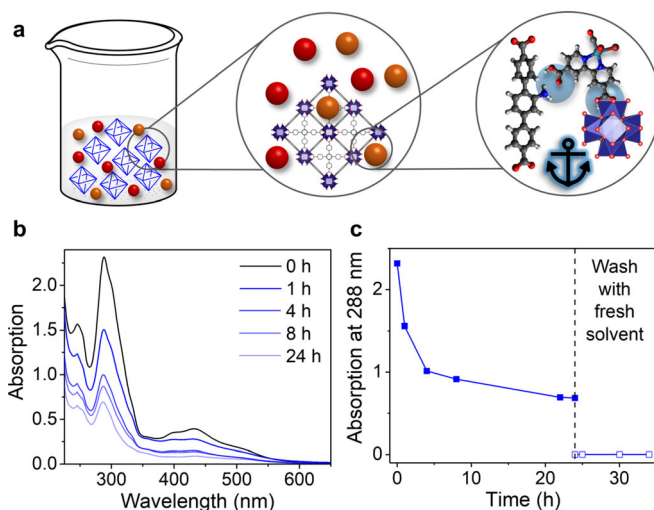 a
b
2.0
1.5
1.0
0.5
0.0
Absorption
300 400 500 600
Wavelength (nm)
0 h
1 h
4 h
8 h
24 h
c
2
1
0
Absorption at 288 nm
0 10 20 30
Time (h)
Wash
with
fresh
solvent